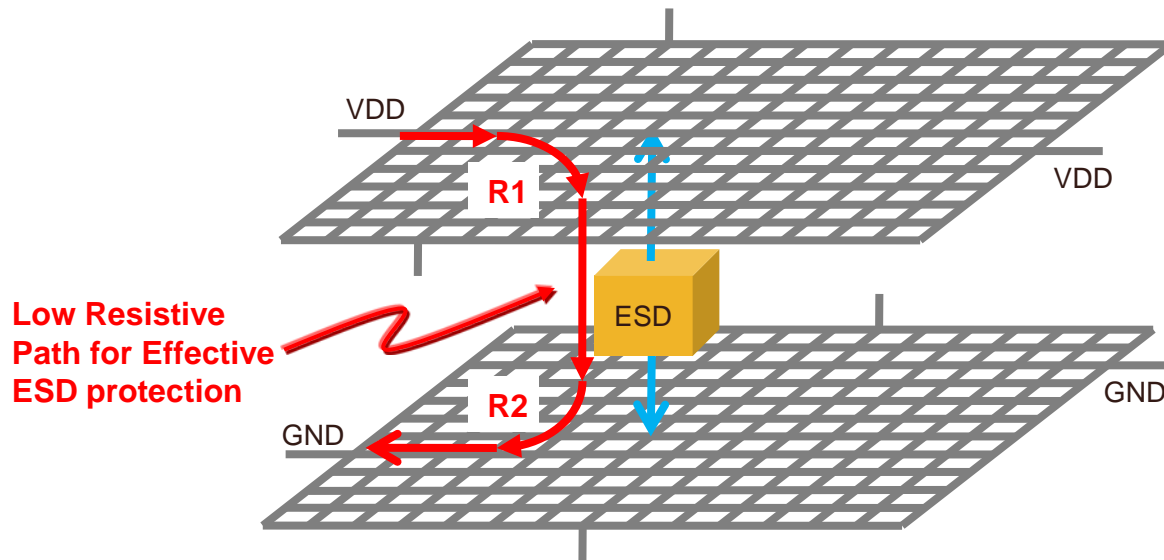 VDD
R1
VDD
Low Resistive
Path for Effective
ESD protection
ESD
R2
GND
GND